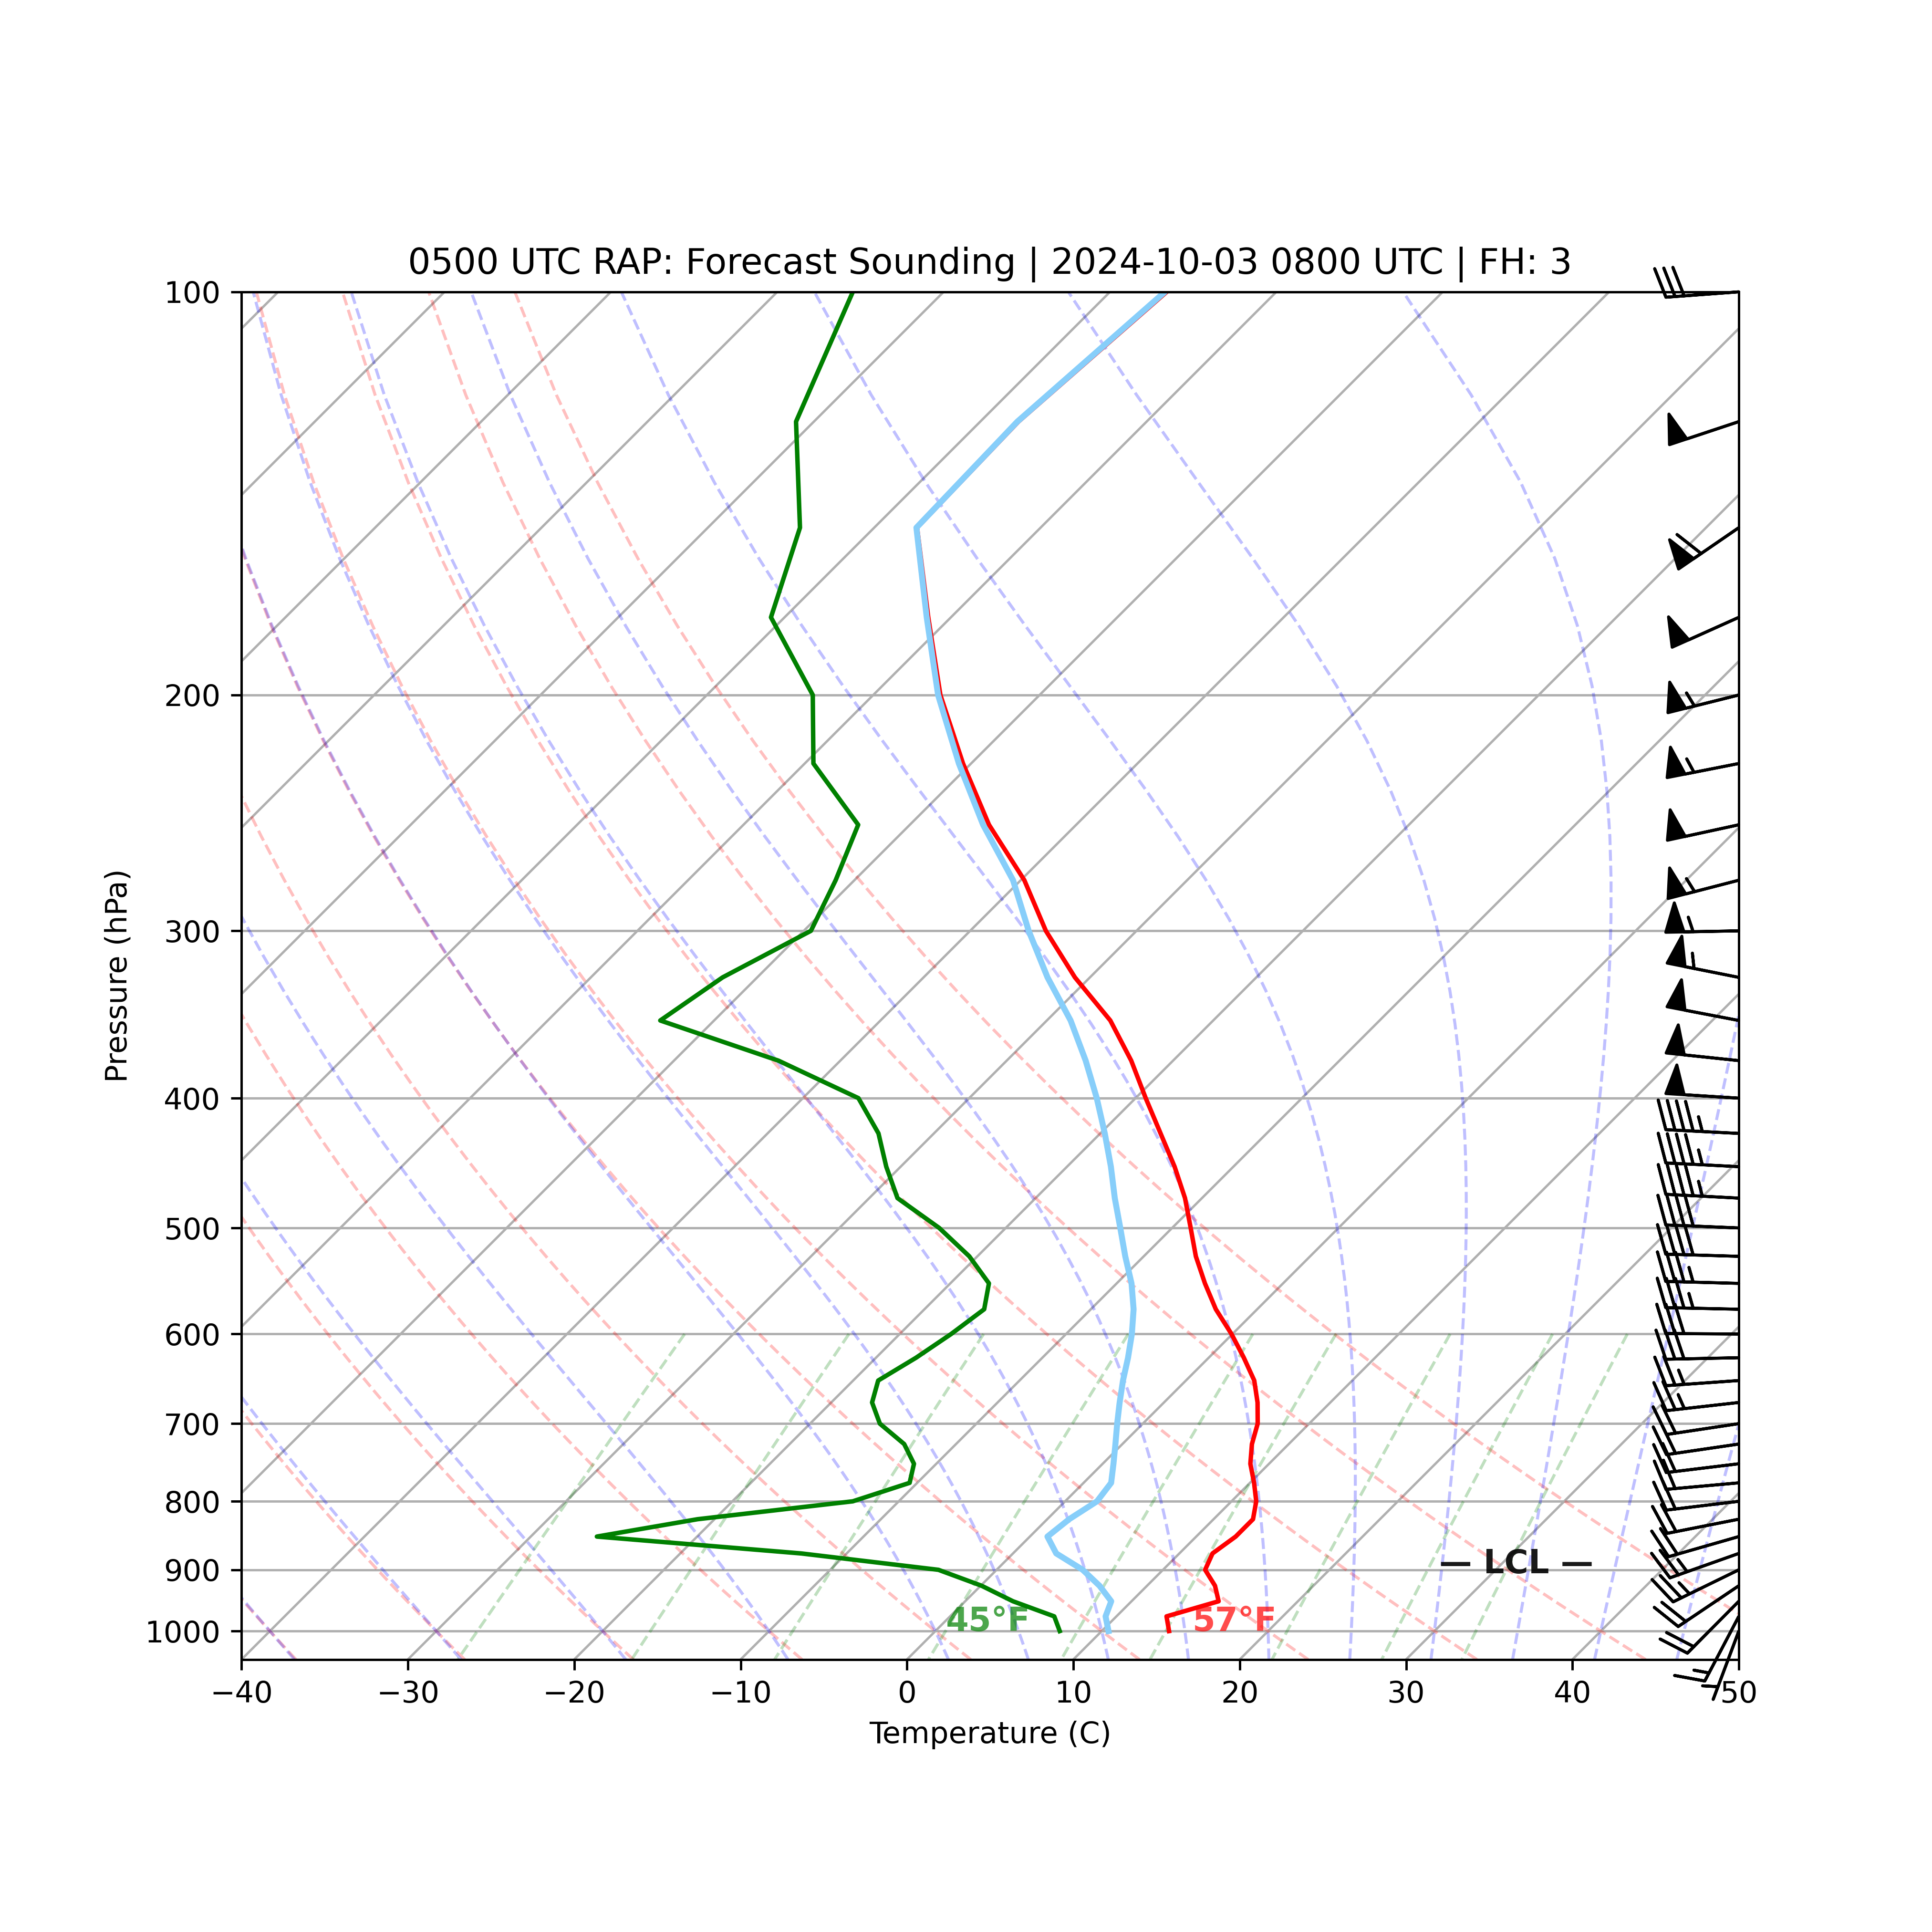 0500 UTC RAP: Forecast Sounding | 2024-10-03 0800 UTC | FH: 3
100
200
300
400
500
600
700
800
900
1000
Pressure (hPa)
— LCL —
45°F
57°F
−40 −30 −20 −10 0 10 20 30 40 50
Temperature (C)